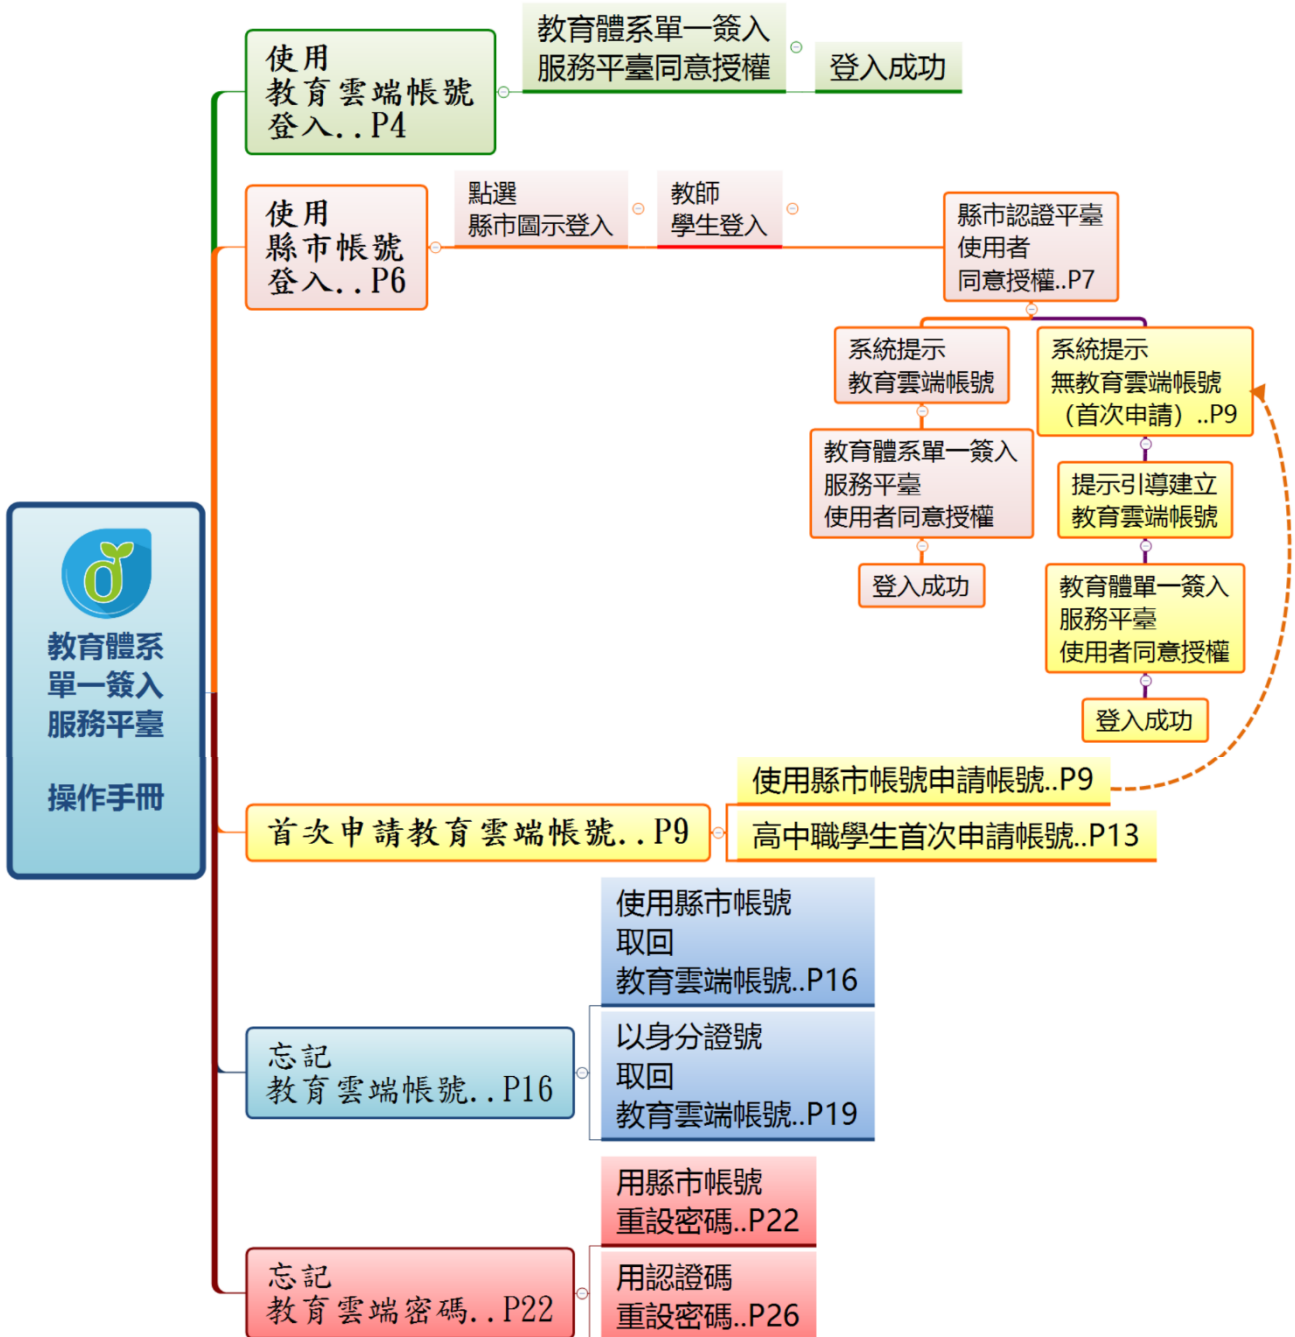 使用
教育雲端帳號
登入..P4
教育體系單一簽入
服務平臺同意授權
登入成功
使用
縣市帳號
登入..P6
點選
縣市圖示登入
教師
學生登入
縣市認證平臺
使用者
同意授權..P7
系統提示
教育雲端帳號
教育體系單一簽入
服務平臺
使用者同意授權
登入成功
系統提示
無教育雲端帳號
（首次申請）..P9
提示引導建立
教育雲端帳號
教育體單一簽入
服務平臺
使用者同意授權
登入成功
教育體系
單一簽入
服務平臺
操作手冊
首次申請教育雲端帳號..P9
使用縣市帳號申請帳號..P9
高中職學生首次申請帳號..P13
忘記
教育雲端帳號..P16
使用縣市帳號
取回
教育雲端帳號..P16
以身分證號
取回
教育雲端帳號..P19
忘記
教育雲端密碼..P22
用縣市帳號
重設密碼..P22
用認證碼
重設密碼..P26